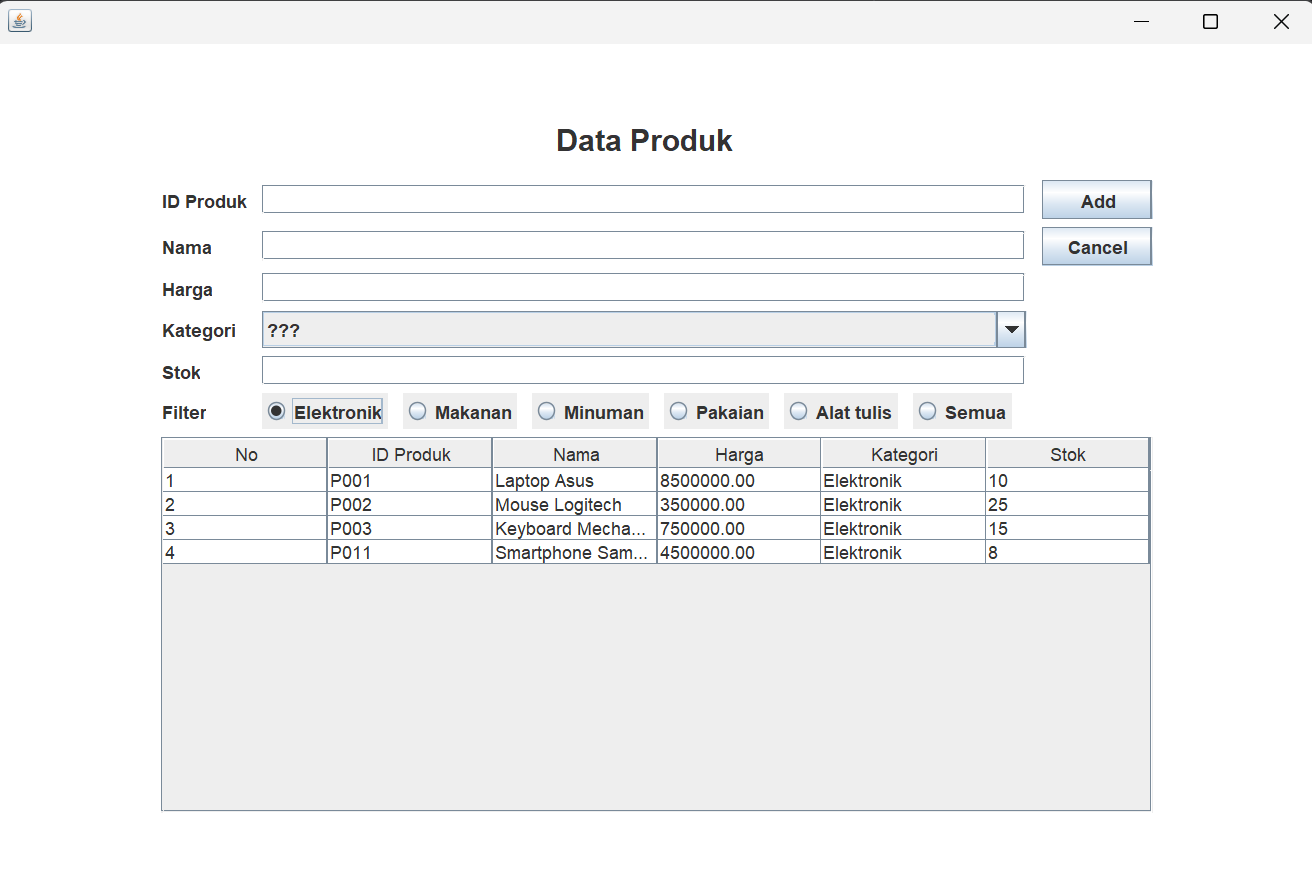 Data Produk
ID Produk Add
Nama Cancel
Harga
Kategori ???
Stok
Filter Elektronik Makanan Minuman Pakaian Alat tulis Semua
No ID Produk Nama Harga Kategori Stok
1 P001 Laptop Asus 8500000.00 Elektronik 10
2 P002 Mouse Logitech 350000.00 Elektronik 25
3 P003 Keyboard Mecha... 750000.00 Elektronik 15
4 P011 Smartphone Sam... 4500000.00 Elektronik 8